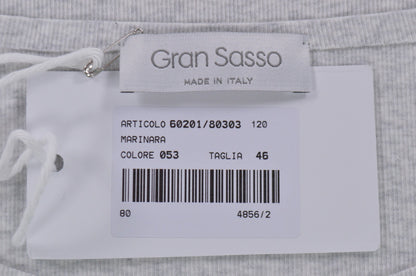 Gran Sasso
MADE IN ITALY
ARTICOLO 60201/80303 120
MARINARA
COLORE 053 TAGLIA 46
80 4856/2